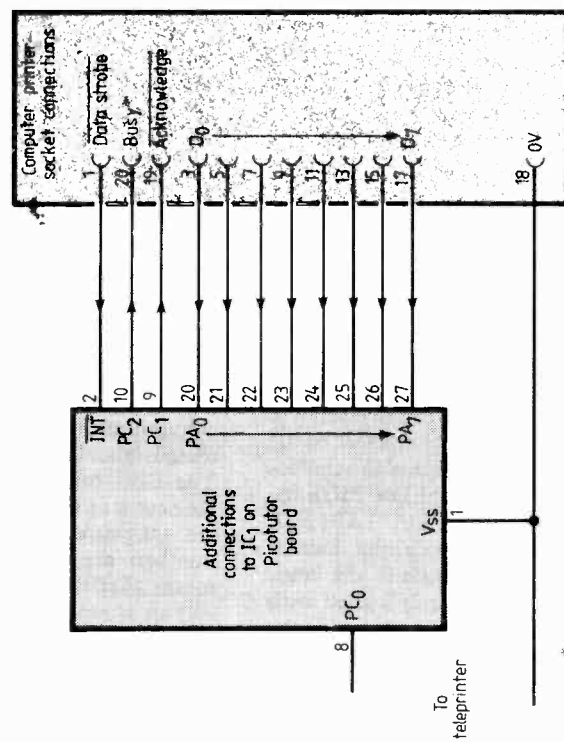 Computer printer
socket connections
1 Data strobe
20 Busy
19 Acknowledge
3 D0
5
7
9
11
13
15
17 D7
18 0V
INT 2
PC2 10
PC1 9
PA0 20
21
22
23
24
25
26
PA7 27
Additional
connections
to IC1 on
Picotutor
board
VSS 1
PC0 8
To
teleprinter